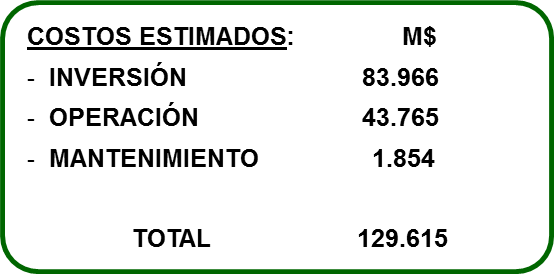 COSTOS ESTIMADOS: M$
- INVERSIÓN 83.966
- OPERACIÓN 43.765
- MANTENIMIENTO 1.854
TOTAL 129.615